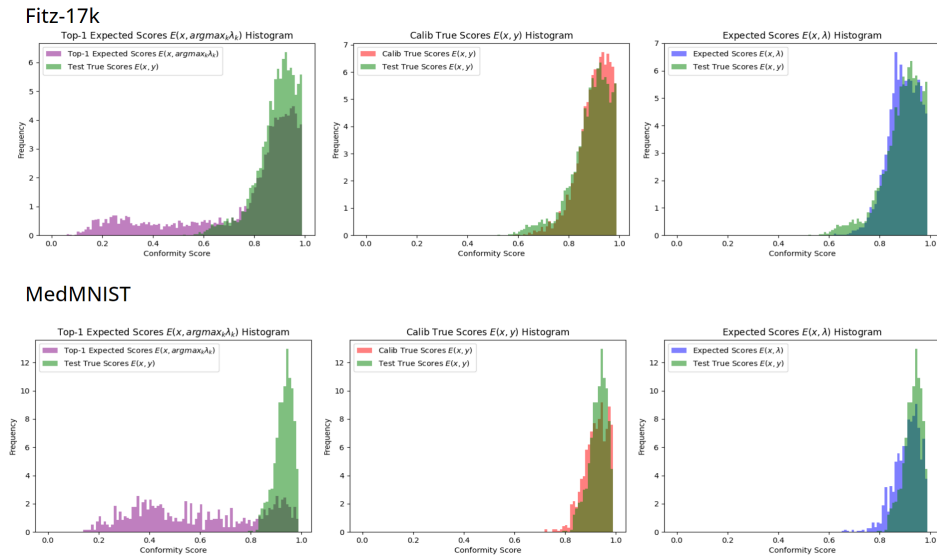 Fitz-17k
Top-1 Expected Scores E(x, argmaxₖλₖ) Histogram
Top-1 Expected Scores E(x, argmaxₖλₖ)
Test True Scores E(x, y)
Frequency
6
5
4
3
2
1
0
0.0 0.2 0.4 0.6 0.8 1.0
Conformity Score
Calib True Scores E(x, y) Histogram
Calib True Scores E(x, y)
Test True Scores E(x, y)
Frequency
7
6
5
4
3
2
1
0
0.0 0.2 0.4 0.6 0.8 1.0
Conformity Score
Expected Scores E(x, λ) Histogram
Expected Scores E(x, λ)
Test True Scores E(x, y)
Frequency
7
6
5
4
3
2
1
0
0.0 0.2 0.4 0.6 0.8 1.0
Conformity Score
MedMNIST
Top-1 Expected Scores E(x, argmaxₖλₖ) Histogram
Top-1 Expected Scores E(x, argmaxₖλₖ)
Test True Scores E(x, y)
Frequency
12
10
8
6
4
2
0
0.0 0.2 0.4 0.6 0.8 1.0
Conformity Score
Calib True Scores E(x, y) Histogram
Calib True Scores E(x, y)
Test True Scores E(x, y)
Frequency
12
10
8
6
4
2
0
0.0 0.2 0.4 0.6 0.8 1.0
Conformity Score
Expected Scores E(x, λ) Histogram
Expected Scores E(x, λ)
Test True Scores E(x, y)
Frequency
12
10
8
6
4
2
0
0.0 0.2 0.4 0.6 0.8 1.0
Conformity Score